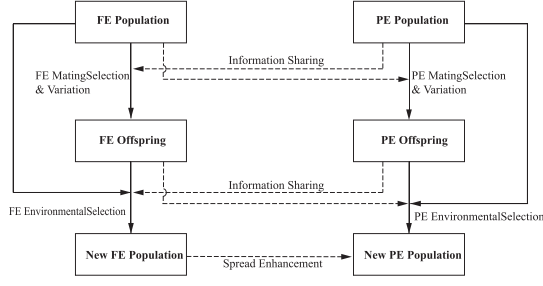 FE Population
PE Population
Information Sharing
FE MatingSelection
& Variation
PE MatingSelection
& Variation
FE Offspring
PE Offspring
Information Sharing
FE EnvironmentalSelection
PE EnvironmentalSelection
New FE Population
New PE Population
Spread Enhancement